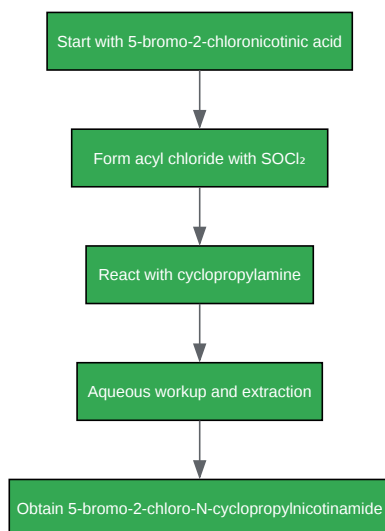 Start with 5-bromo-2-chloronicotinic acid
Form acyl chloride with SOCl₂
React with cyclopropylamine
Aqueous workup and extraction
Obtain 5-bromo-2-chloro-N-cyclopropylnicotinamide